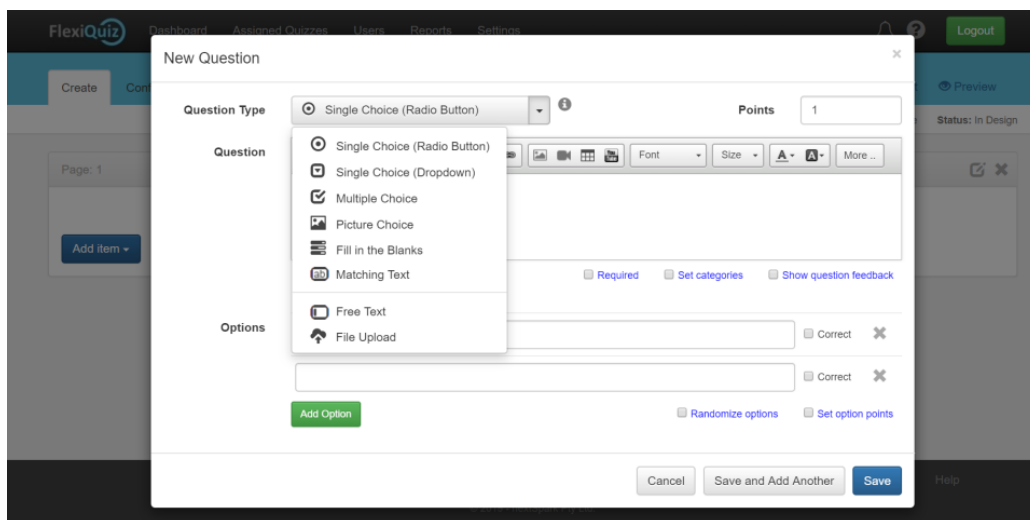 FlexiQuiz Dashboard Assigned Quizzes Users Reports Settings Logout
New Question ×
Create Preview
Question Type Single Choice (Radio Button) Points 1
Status: In Design
Question Single Choice (Radio Button) Font Size A A More ..
Page: 1 Single Choice (Dropdown)
Multiple Choice
Picture Choice
Add item Fill in the Blanks
ab Matching Text Required Set categories Show question feedback
Free Text
Options File Upload Correct
Correct
Add Option Randomize options Set option points
Cancel Save and Add Another Save Help